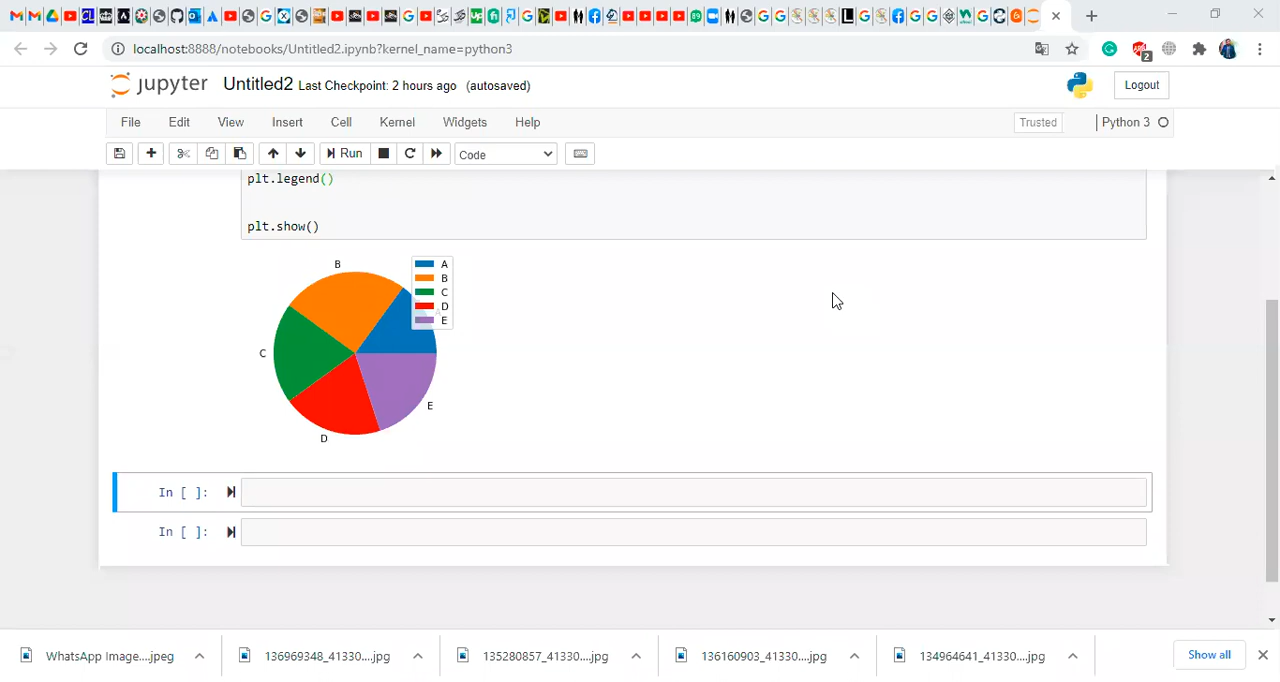 localhost:8888/notebooks/Untitled2.ipynb?kernel_name=python3
2
jupyter Untitled2 Last Checkpoint: 2 hours ago (autosaved)
Logout
File Edit View Insert Cell Kernel Widgets Help
Trusted
Python 3
Run
Code
plt.legend()
plt.show()
A
B
C
D
E
B
C
D
E
In [ ]:
In [ ]:
WhatsApp Image....jpeg
136969348_41330....jpg
135280857_41330....jpg
136160903_41330....jpg
134964641_41330....jpg
Show all